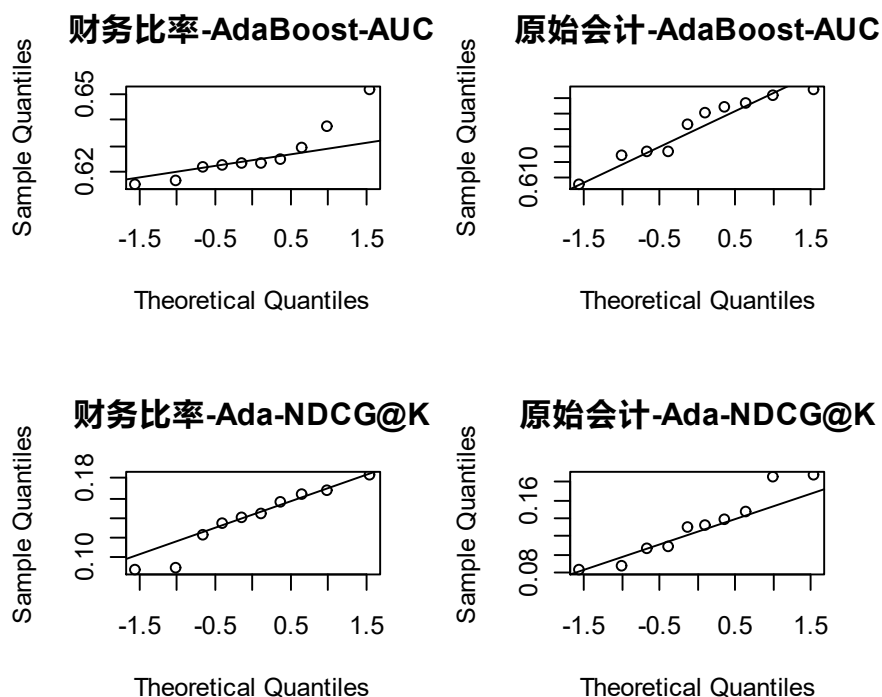 财务比率-AdaBoost-AUC
Sample Quantiles
0.65
0.62
-1.5 -0.5 0.5 1.5
Theoretical Quantiles
原始会计-AdaBoost-AUC
Sample Quantiles
0.610
-1.5 -0.5 0.5 1.5
Theoretical Quantiles
财务比率-Ada-NDCG@K
Sample Quantiles
0.18
0.10
-1.5 -0.5 0.5 1.5
Theoretical Quantiles
原始会计-Ada-NDCG@K
Sample Quantiles
0.16
0.08
-1.5 -0.5 0.5 1.5
Theoretical Quantiles